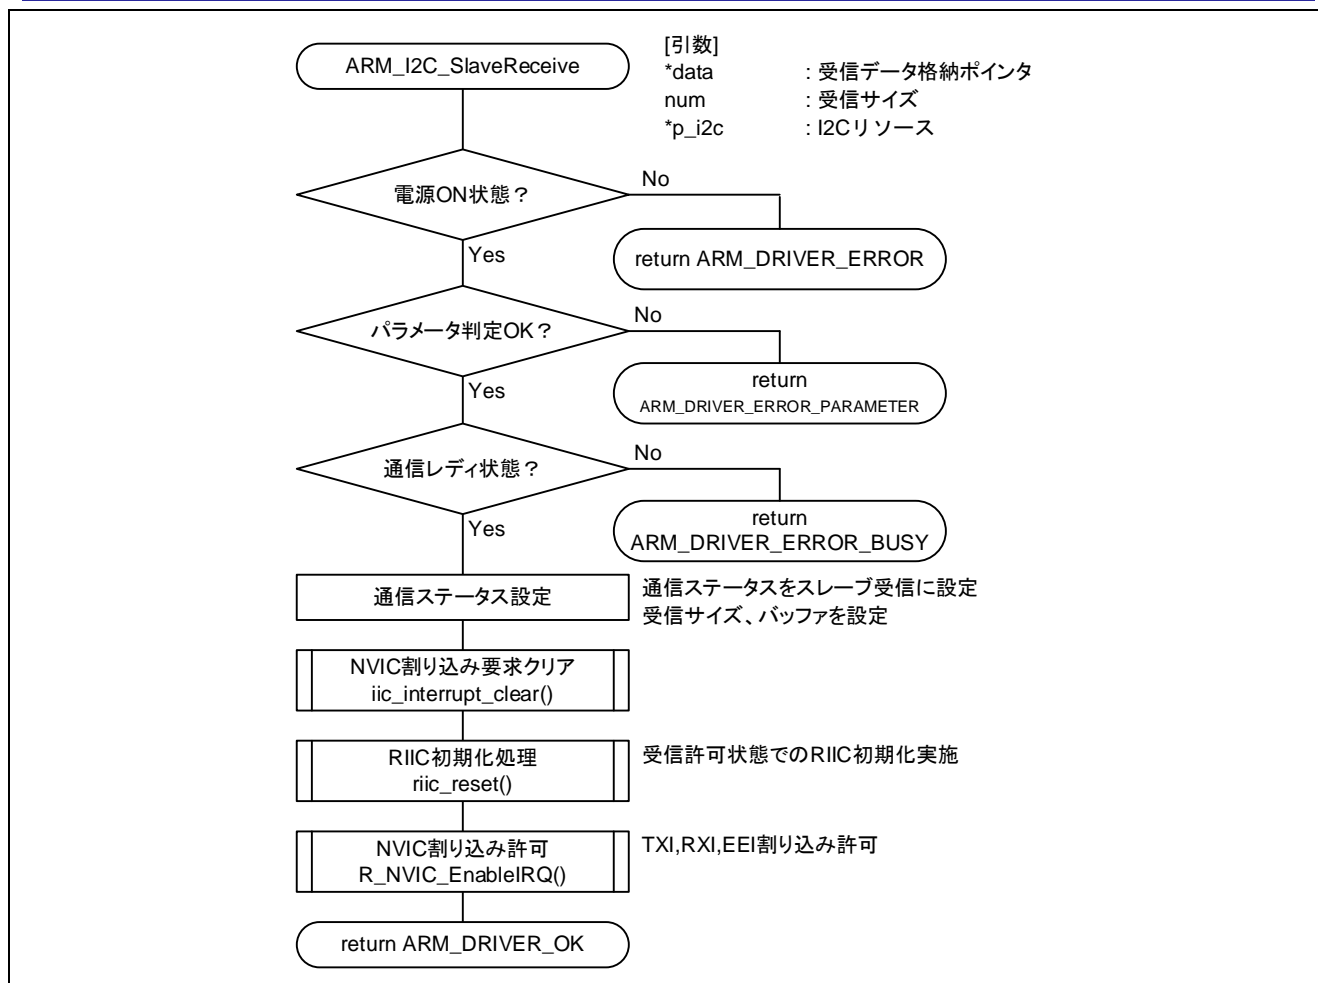 ARM_I2C_SlaveReceive
[引数]
*data : 受信データ格納ポインタ
num : 受信サイズ
*p_i2c : I2Cリソース
電源ON状態？
No
return ARM_DRIVER_ERROR
Yes
パラメータ判定OK？
No
return
ARM_DRIVER_ERROR_PARAMETER
Yes
通信レディ状態？
No
return
ARM_DRIVER_ERROR_BUSY
Yes
通信ステータス設定
通信ステータスをスレーブ受信に設定
受信サイズ、バッファを設定
NVIC割り込み要求クリア
iic_interrupt_clear()
RIIC初期化処理
riic_reset()
受信許可状態でのRIIC初期化実施
NVIC割り込み許可
R_NVIC_EnableIRQ()
TXI,RXI,EEI割り込み許可
return ARM_DRIVER_OK